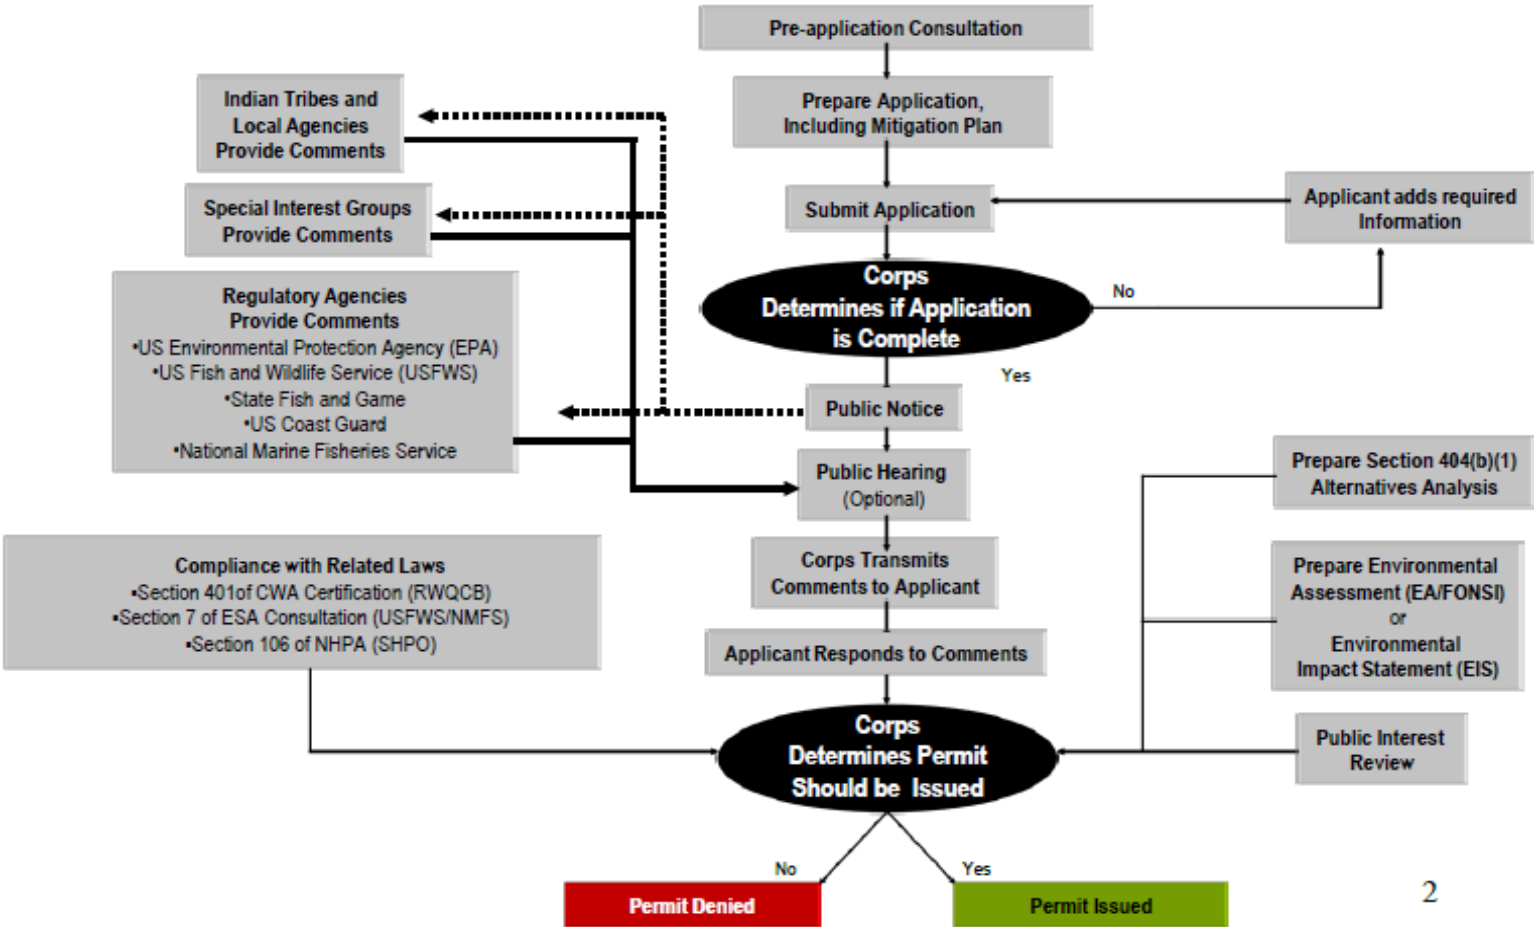 Pre-application Consultation
Prepare Application,
Including Mitigation Plan
Submit Application
Applicant adds required
Information
Corps
Determines if Application
is Complete
No
Yes
Indian Tribes and
Local Agencies
Provide Comments
Special Interest Groups
Provide Comments
Regulatory Agencies
Provide Comments
•US Environmental Protection Agency (EPA)
•US Fish and Wildlife Service (USFWS)
•State Fish and Game
•US Coast Guard
•National Marine Fisheries Service
Public Notice
Public Hearing
(Optional)
Corps Transmits
Comments to Applicant
Applicant Responds to Comments
Compliance with Related Laws
▪Section 401of CWA Certification (RWQCB)
▪Section 7 of ESA Consultation (USFWS/NMFS)
▪Section 106 of NHPA (SHPO)
Prepare Section 404(b)(1)
Alternatives Analysis
Prepare Environmental
Assessment (EA/FONSI)
or
Environmental
Impact Statement (EIS)
Public Interest
Review
Corps
Determines Permit
Should be Issued
No
Yes
Permit Denied
Permit Issued
2